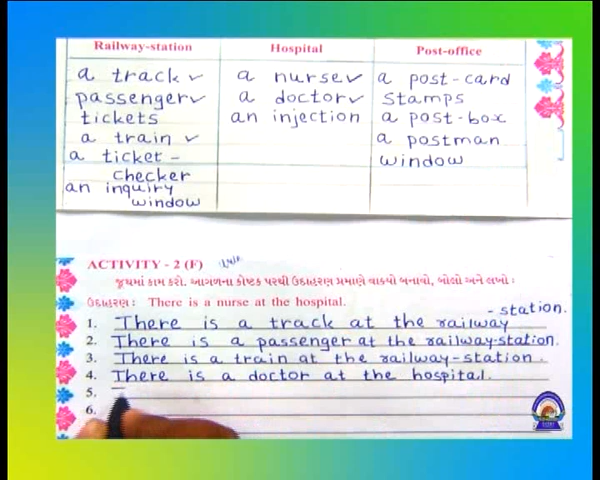 Railway-station Hospital Post-office
a track ✓ a nurse✓ a post-card
passenger✓ a doctor✓ stamps
tickets an injection a post-box
a train ✓ a postman
a ticket - window
checker
an inquiry
window
ACTIVITY - 2 (F)
જૂથમાં કામ કરો. આગળના કોષ્ટક પરથી ઉદાહરણ પ્રમાણે વાક્યો બનાવો, બોલો અને લખો :
ઉદાહરણ : There is a nurse at the hospital.
- station.
1. There is a track at the railway
2. There is a passenger at the railway-station.
3. There is a train at the railway-station.
4. There is a doctor at the hospital.
5.
6.